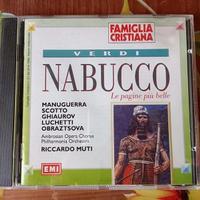 FAMIGLIA
CRISTIANA
VERDI
NABUCCO
Le pagine più belle
MANUGUERRA
SCOTTO
GHIAUROV
LUCHETTI
OBRAZTSOVA
Ambrosian Opera Chorus
Philharmonia Orchestra
RICCARDO MUTI
EMI